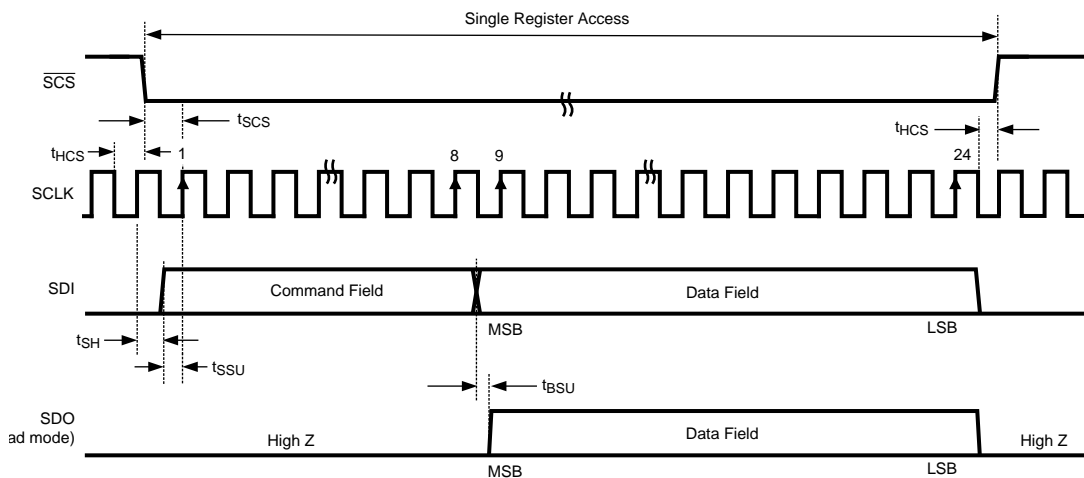 Single Register Access
SCS
tSCS
tHCS
tHCS
1
8
9
24
SCLK
SDI
Command Field
Data Field
MSB
LSB
tSH
tSSU
tBSU
SDO
ad mode)
High Z
Data Field
High Z
MSB
LSB